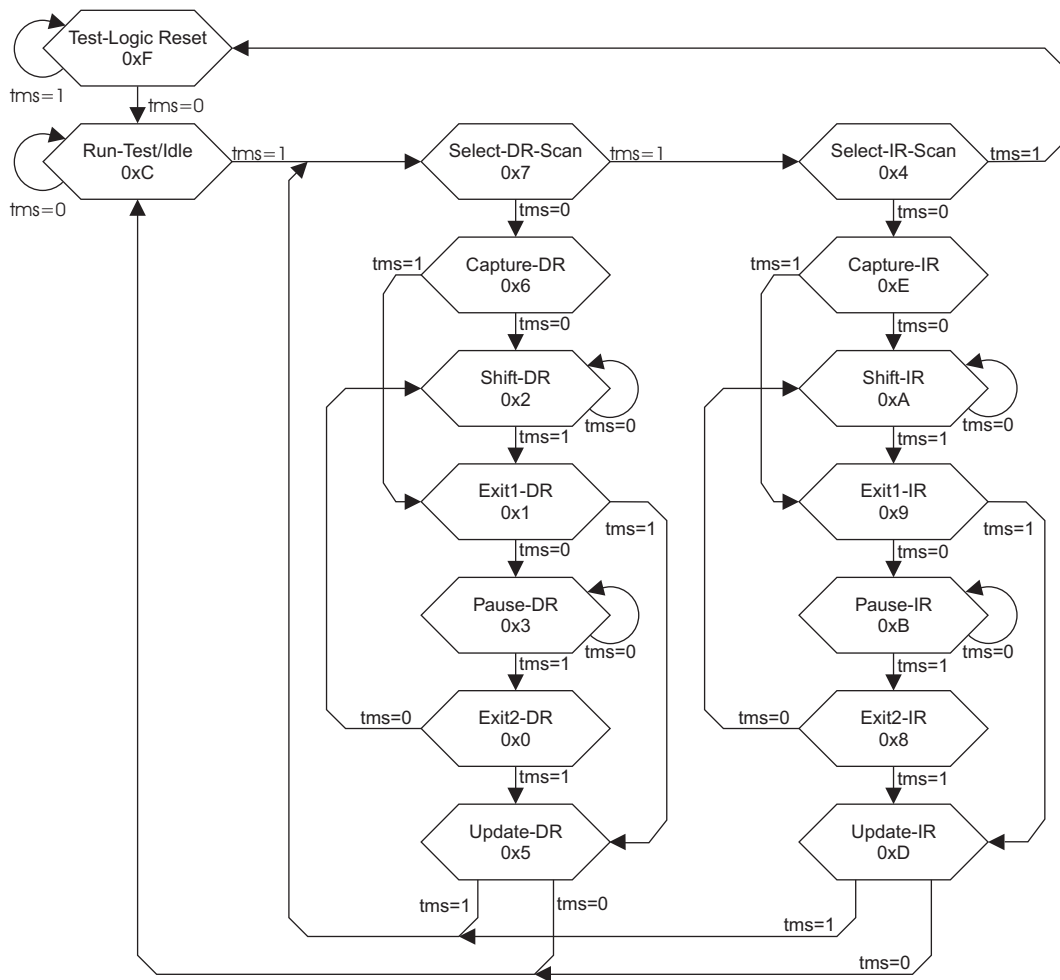 Test-Logic Reset
0xF
tms=1
tms=0
Run-Test/Idle
0xC
tms=0
tms=1
Select-DR-Scan
0x7
tms=1
tms=0
Select-IR-Scan
0x4
tms=1
tms=0
tms=1
Capture-DR
0x6
tms=0
tms=1
Capture-IR
0xE
tms=0
Shift-DR
0x2
tms=0
tms=1
Shift-IR
0xA
tms=0
tms=1
Exit1-DR
0x1
tms=1
tms=0
Exit1-IR
0x9
tms=1
tms=0
Pause-DR
0x3
tms=0
tms=1
Pause-IR
0xB
tms=0
tms=1
tms=0
Exit2-DR
0x0
tms=1
tms=0
Exit2-IR
0x8
tms=1
Update-DR
0x5
tms=1
tms=0
Update-IR
0xD
tms=1
tms=0